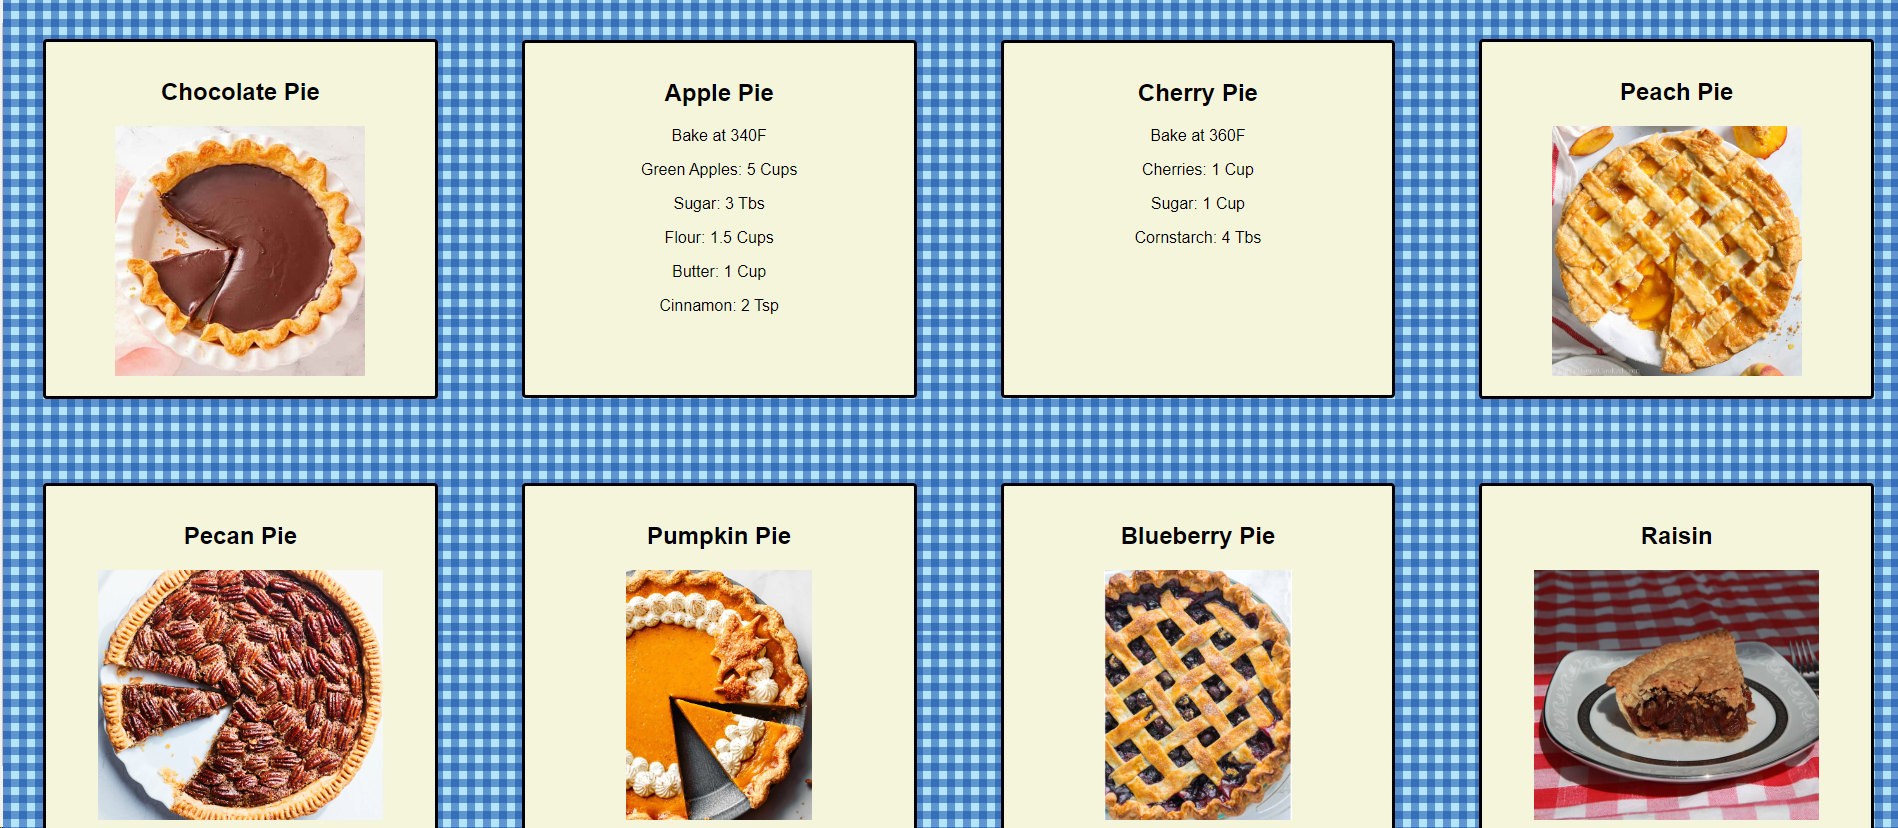 Chocolate Pie
Apple Pie
Bake at 340F
Green Apples: 5 Cups
Sugar: 3 Tbs
Flour: 1.5 Cups
Butter: 1 Cup
Cinnamon: 2 Tsp
Cherry Pie
Bake at 360F
Cherries: 1 Cup
Sugar: 1 Cup
Cornstarch: 4 Tbs
Peach Pie
Pecan Pie
Pumpkin Pie
Blueberry Pie
Raisin